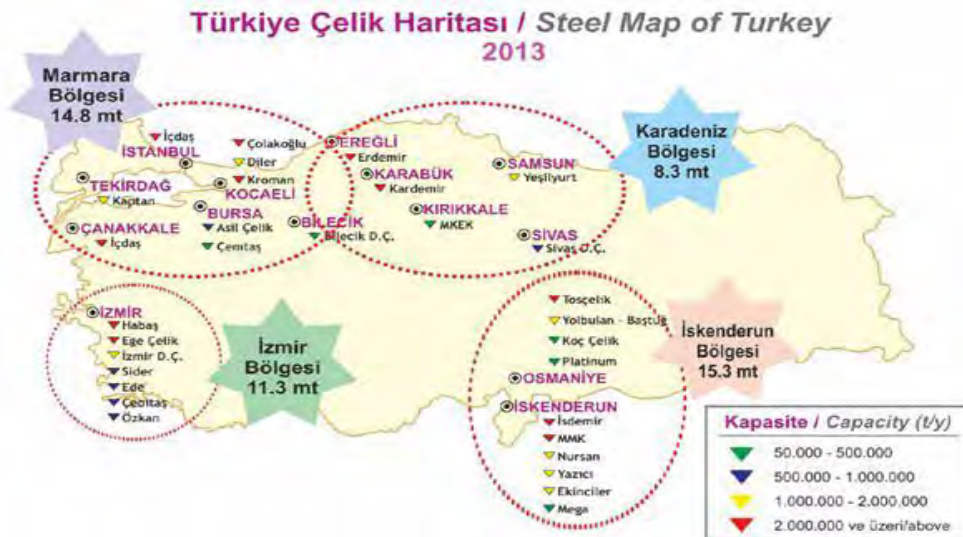 Türkiye Çelik Haritası / Steel Map of Turkey
2013
Marmara
Bölgesi
14.8 mt
İçdaş
İSTANBUL
Çolakoğlu
Diler
Kroman
KOCAELİ
TEKİRDAĞ
Kaptan
BURSA
Asil Çelik
Çemtaş
ÇANAKKALE
İçdaş
BİLECİK
Bilecik D.Ç.
EREĞLİ
Erdemir
KARABÜK
Kardemir
KIRIKKALE
MKEK
SAMSUN
Yeşilyurt
SİVAS
Sivas D.Ç.
Karadeniz
Bölgesi
8.3 mt
İZMİR
Habaş
Ege Çelik
İzmir D.Ç.
Sider
Ede
Çebitaş
Özkan
İzmir
Bölgesi
11.3 mt
Tosçelik
Yolbulan - Baştuğ
Koç Çelik
Platinum
OSMANİYE
İSKENDERUN
İsdemir
MMK
Nursan
Yazıcı
Ekinciler
Mega
İskenderun
Bölgesi
15.3 mt
Kapasite / Capacity (t/y)
50.000 - 500.000
500.000 - 1.000.000
1.000.000 - 2.000.000
2.000.000 ve üzeri/above